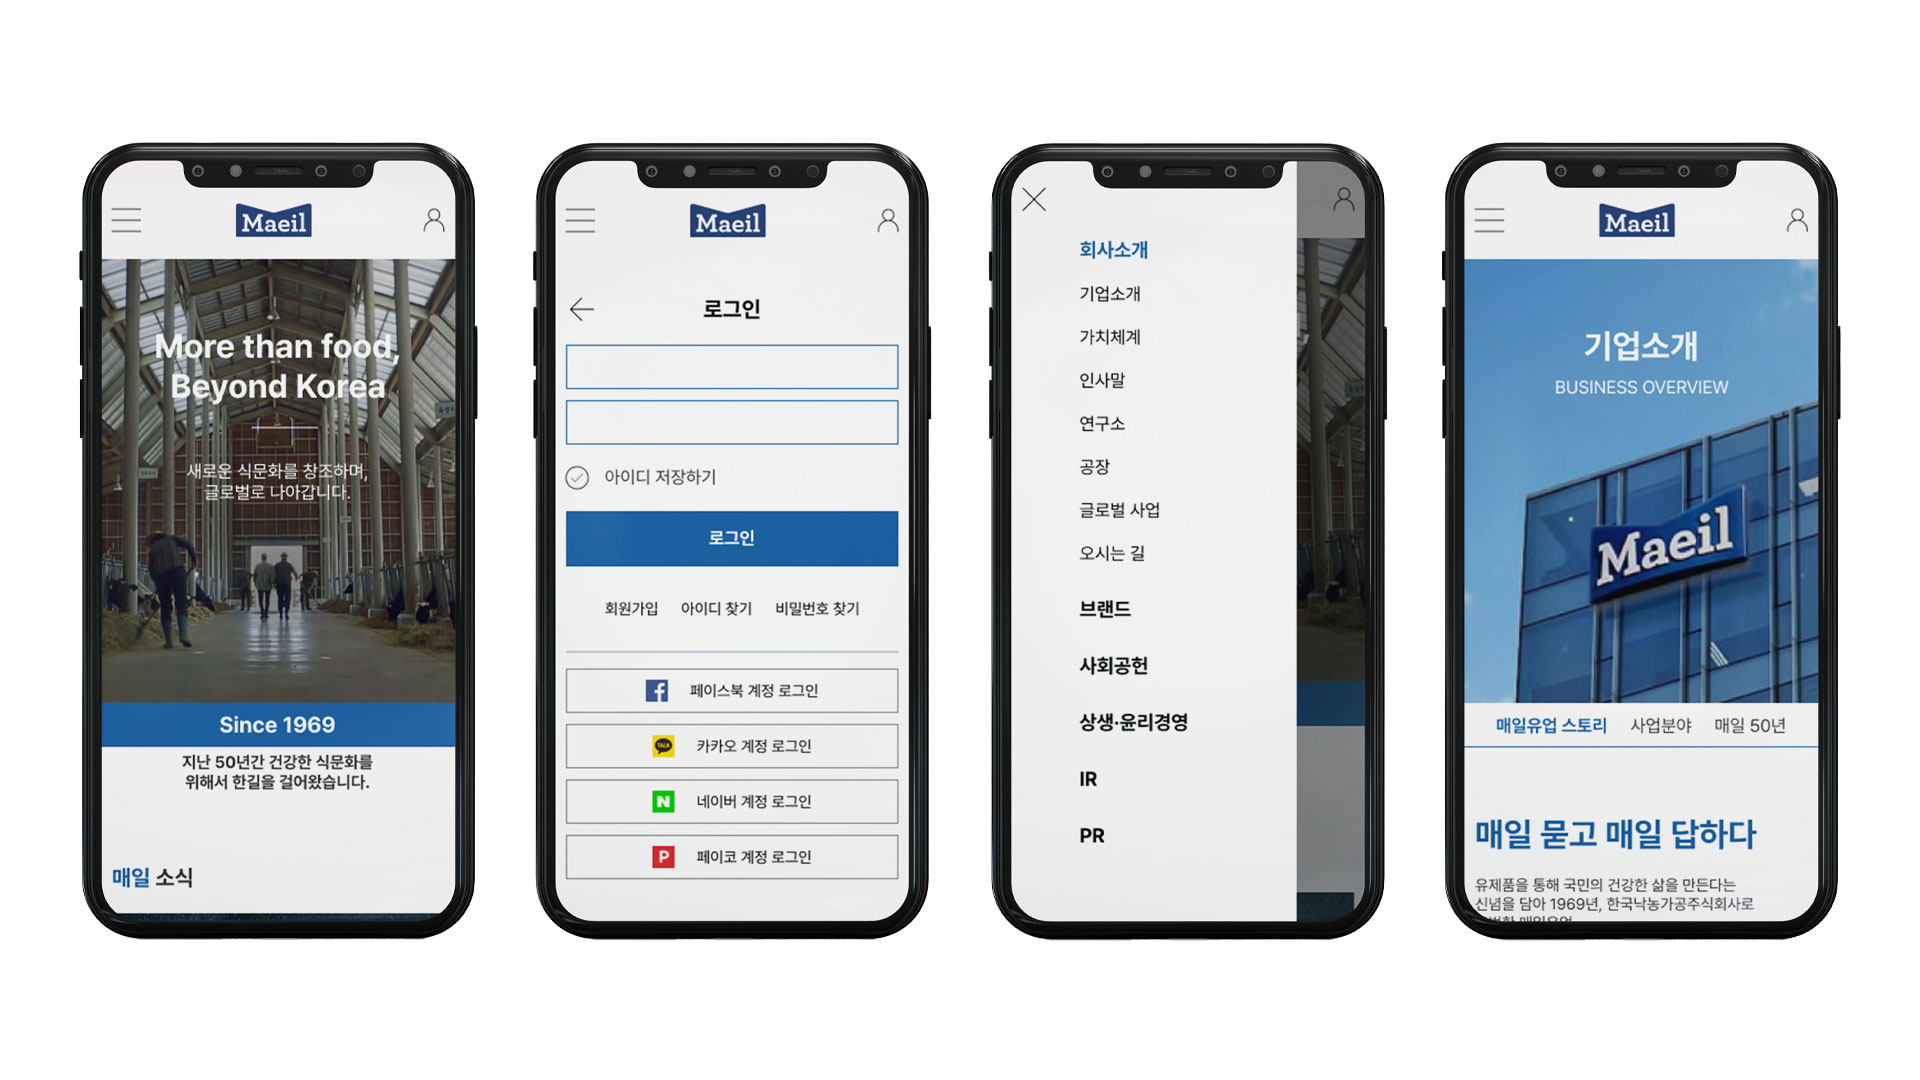 Maeil
More than food,
Beyond Korea
새로운 식문화를 창조하며,
글로벌로 나아갑니다.
Since 1969
지난 50년간 건강한 식문화를
위해서 한길을 걸어왔습니다.
매일 소식
Maeil
로그인
아이디 저장하기
로그인
회원가입 아이디 찾기 비밀번호 찾기
페이스북 계정 로그인
TALK
카카오 계정 로그인
N
네이버 계정 로그인
P
페이코 계정 로그인
회사소개
기업소개
가치체계
인사말
연구소
공장
글로벌 사업
오시는 길
브랜드
사회공헌
상생·윤리경영
IR
PR
Maeil
기업소개
BUSINESS OVERVIEW
Maeil
매일유업 스토리 사업분야 매일 50년
매일 묻고 매일 답하다
유제품을 통해 국민의 건강한 삶을 만든다는
신념을 담아 1969년, 한국낙농가공주식회사로